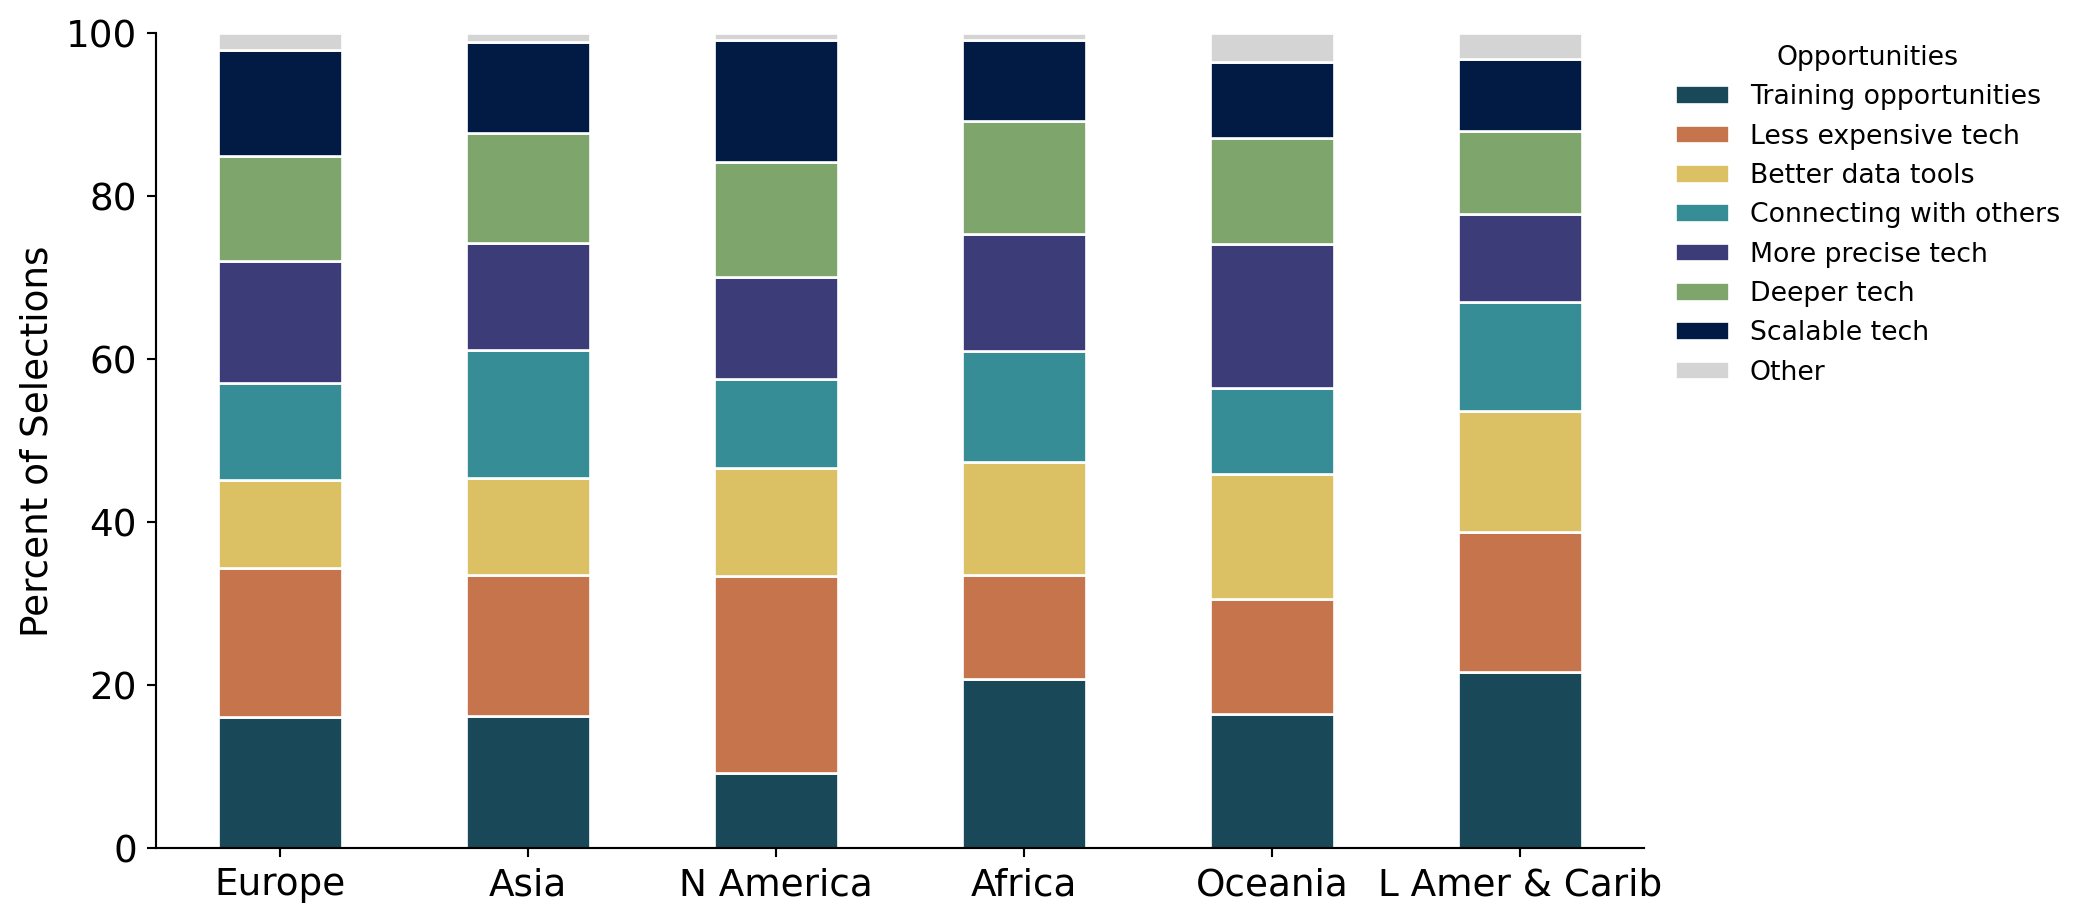 Percent of Selections
100
80
60
40
20
0
Europe
Asia
N America
Africa
Oceania
L Amer & Carib
Opportunities
Training opportunities
Less expensive tech
Better data tools
Connecting with others
More precise tech
Deeper tech
Scalable tech
Other